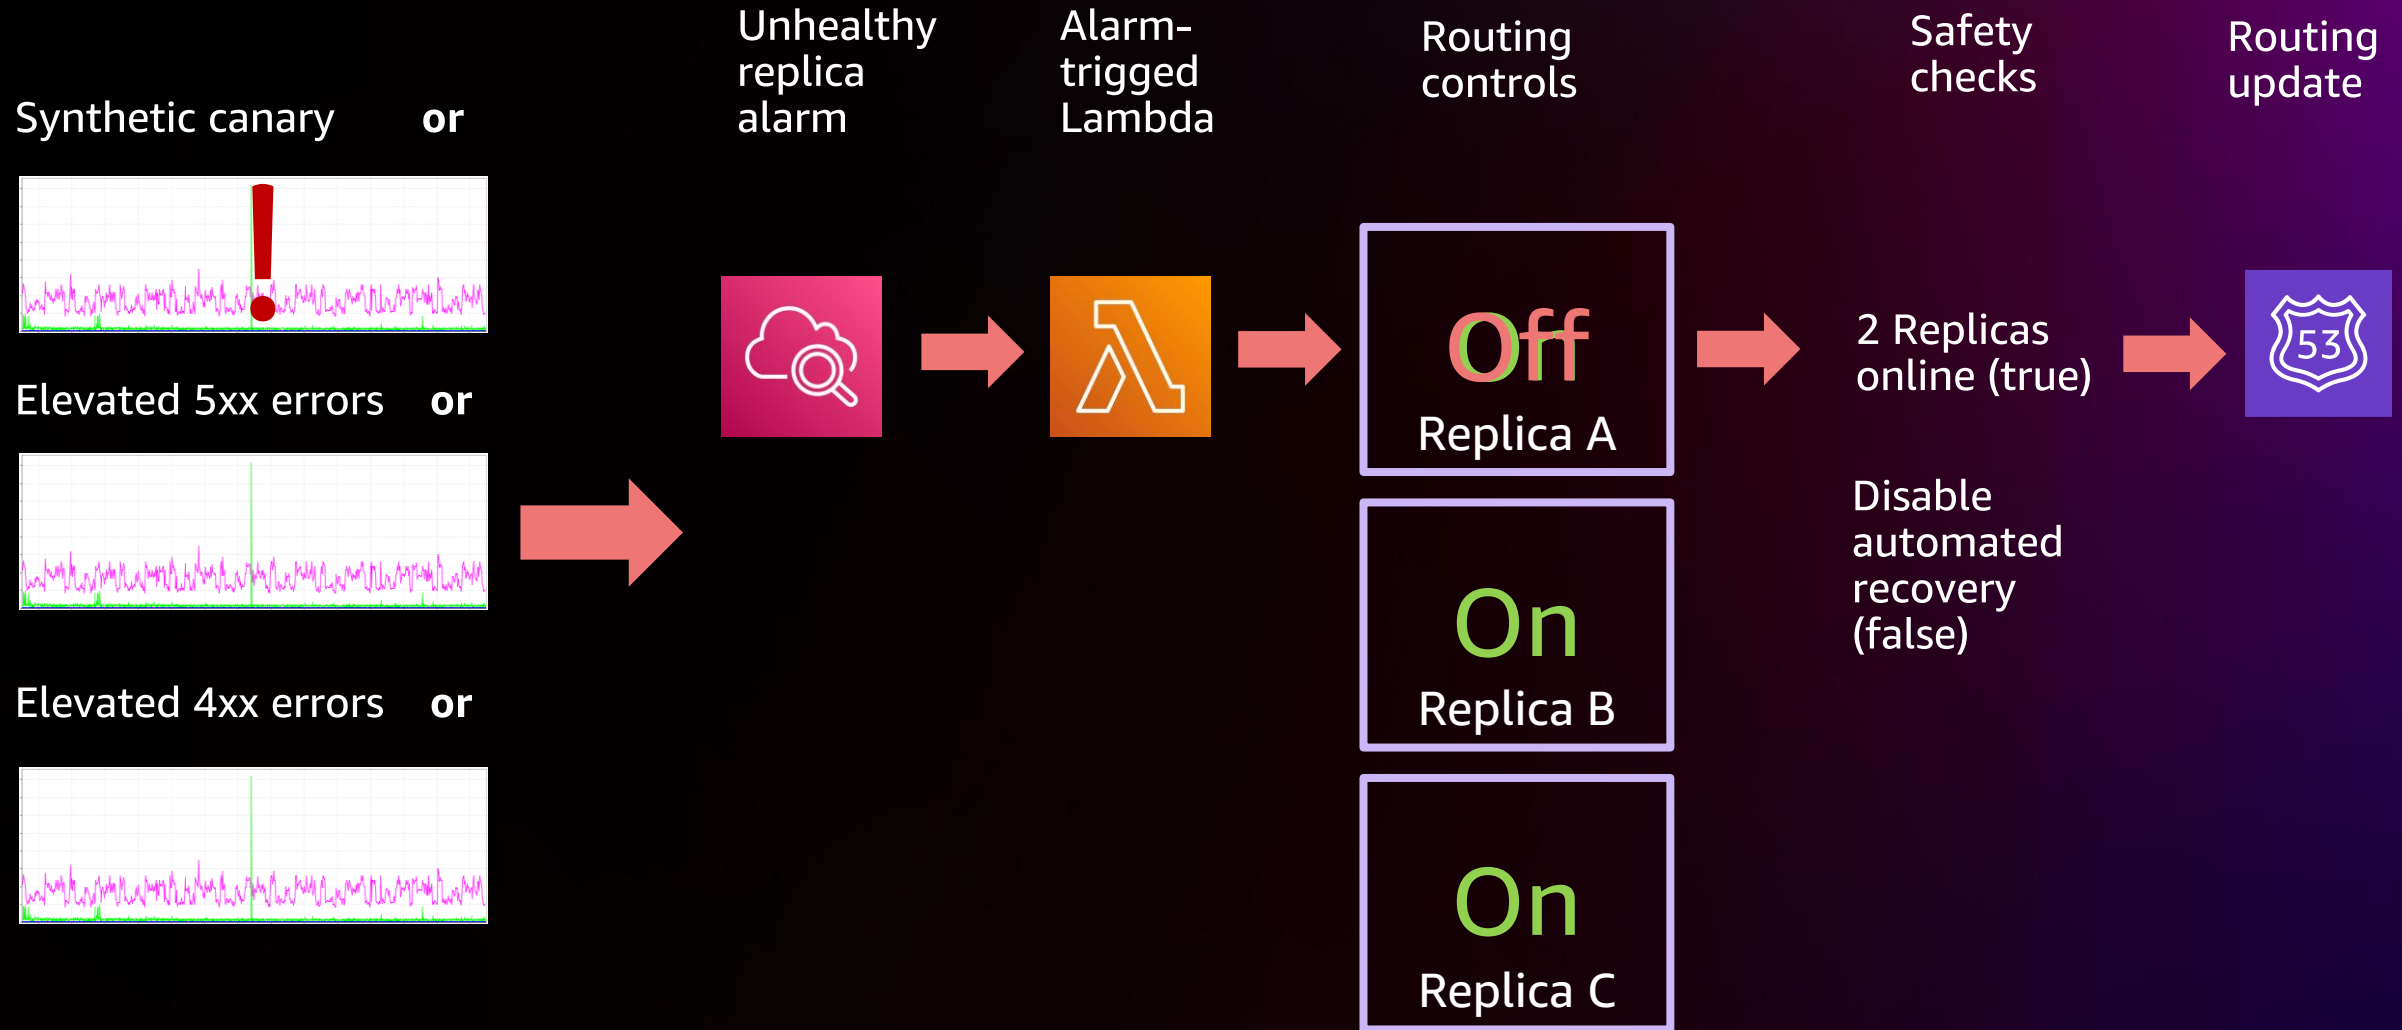 Synthetic canary or
Elevated 5xx errors or
Elevated 4xx errors or
Unhealthy
replica
alarm
Alarm-
trigged
Lambda
Routing
controls
Off
Replica A
On
Replica B
On
Replica C
Safety
checks
2 Replicas
online (true)
Disable
automated
recovery
(false)
Routing
update
53